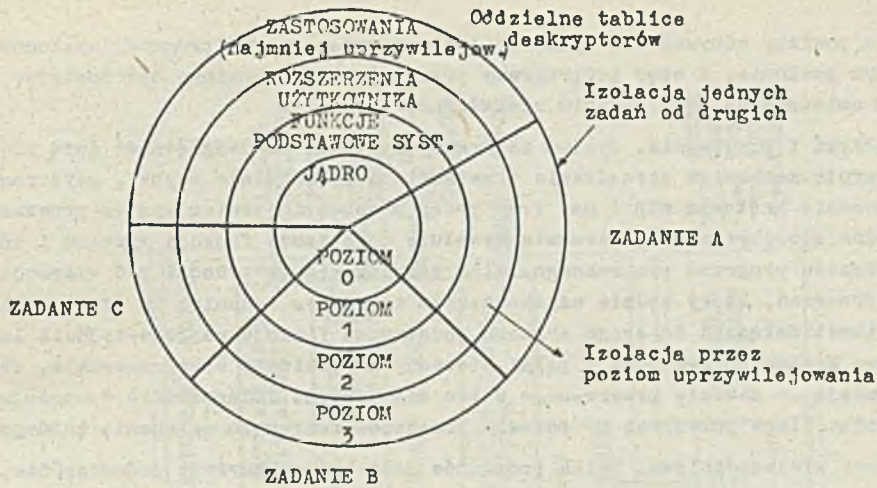 ZASTOSOWANIA
(najmniej uprzywilejow.)
Oddzielne tablice
deskryptorów
ROZSZERZENIA
UŻYTKOWNIKA
Izolacja jednych
zadań od drugich
FUNKCJE
PODSTAWOWE SYST.
JĄDRO
ZADANIE A
POZIOM
0
ZADANIE C
POZIOM
1
Izolacja przez
poziom uprzywilejowania
POZIOM
2
POZIOM
3
ZADANIE B